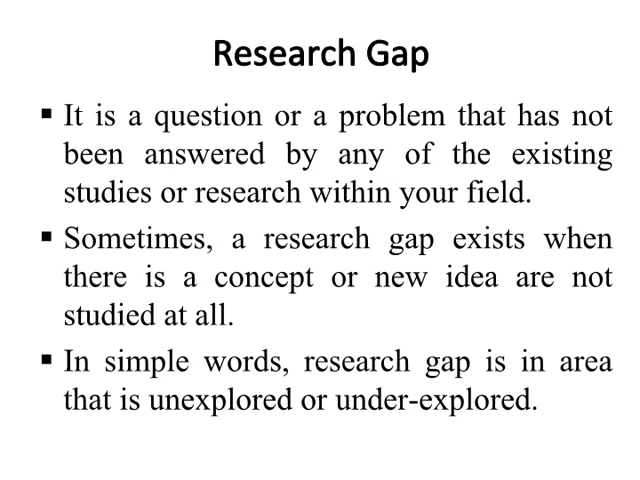 Research Gap
▪ It is a question or a problem that has not
been answered by any of the existing
studies or research within your field.
▪ Sometimes, a research gap exists when
there is a concept or new idea are not
studied at all.
▪ In simple words, research gap is in area
that is unexplored or under-explored.